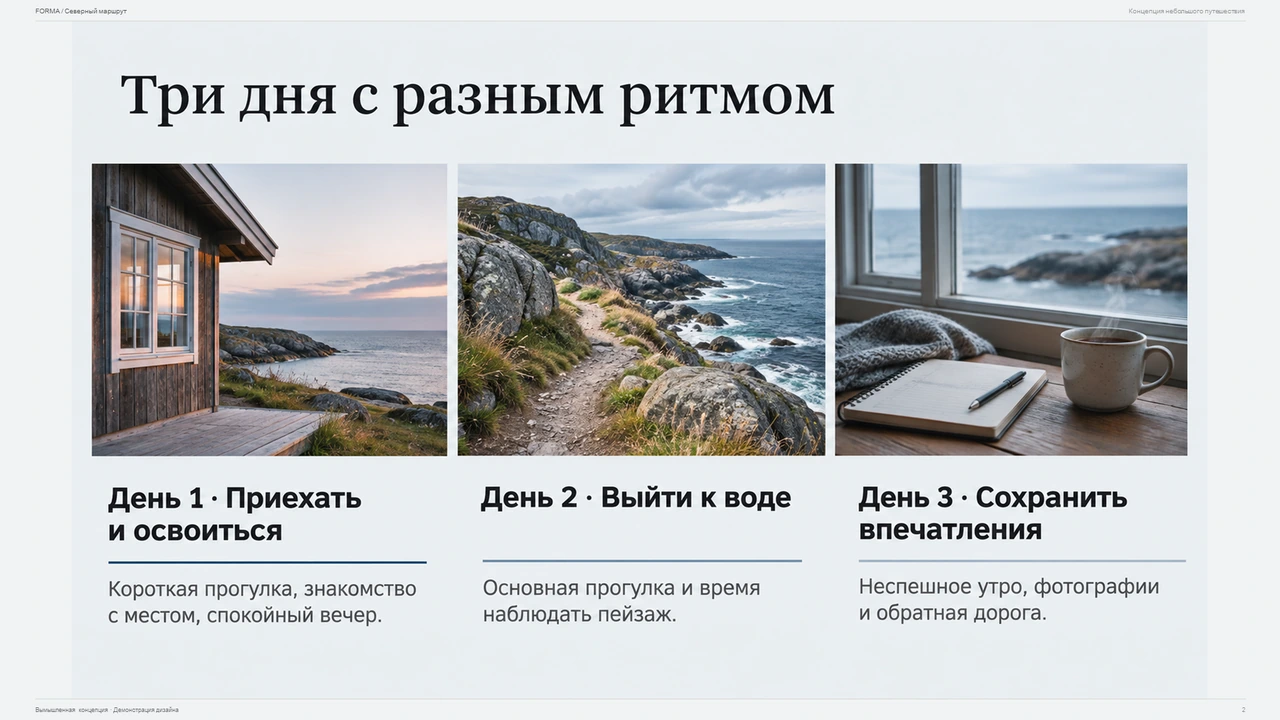 FORMA / Северный маршрут
Концепция небольшого путешествия
Три дня с разным ритмом
День 1 · Приехать
и освоиться
Короткая прогулка, знакомство
с местом, спокойный вечер.
День 2 · Выйти к воде
Основная прогулка и время
наблюдать пейзаж.
День 3 · Сохранить
впечатления
Неспешное утро, фотографии
и обратная дорога.
Вымышленная концепция · Демонстрация дизайна
2